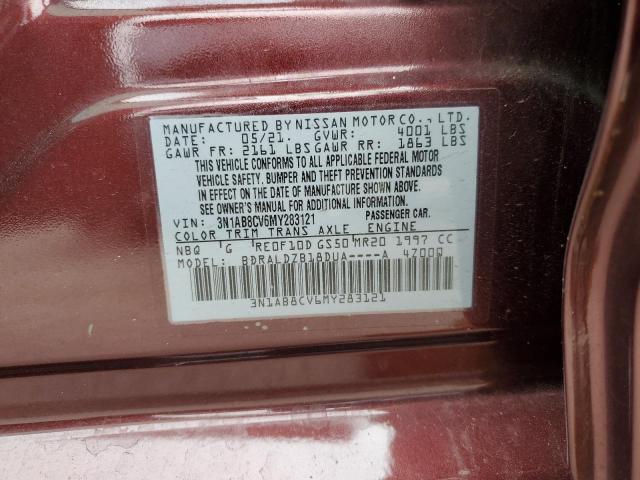 MANUFACTURED BY NISSAN MOTOR CO., LTD.
DATE: 05/21. GVWR: 4001 LBS
GAWR FR: 2161 LBS GAWR RR: 1863 LBS
THIS VEHICLE CONFORMS TO ALL APPLICABLE FEDERAL MOTOR
VEHICLE SAFETY, BUMPER AND THEFT PREVENTION STANDARDS
IN EFFECT ON THE DATE OF MANUFACTURE SHOWN ABOVE.
SEE OWNER'S MANUAL FOR ADDITIONAL INFORMATION.
VIN: 3N1AB8CV6MY283121 PASSENGER CAR.
COLOR TRIM TRANS AXLE ENGINE
NBQ 'G 'RE0F10D GS50'MR20 1997 CC
MODEL: BDRALDZB18DUA----A 4Z00Q
3N1AB8CV6MY283121